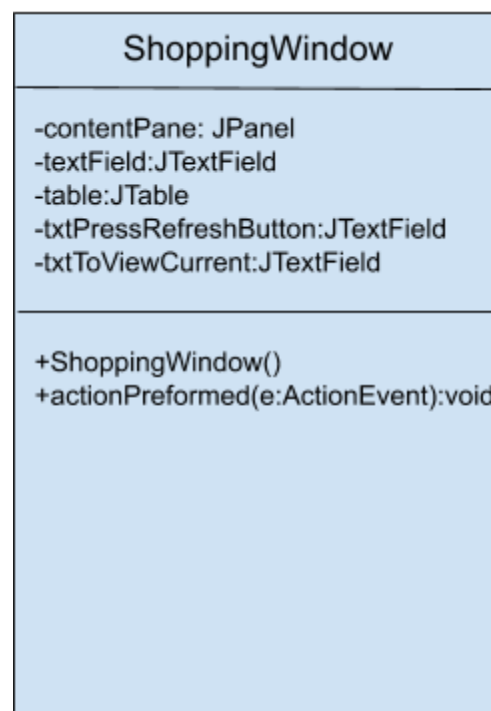 ShoppingWindow
-contentPane: JPanel
-textField:JTextField
-table:JTable
-txtPressRefreshButton:JTextField
-txtToViewCurrent:JTextField
+ShoppingWindow()
+actionPreformed(e:ActionEvent):void